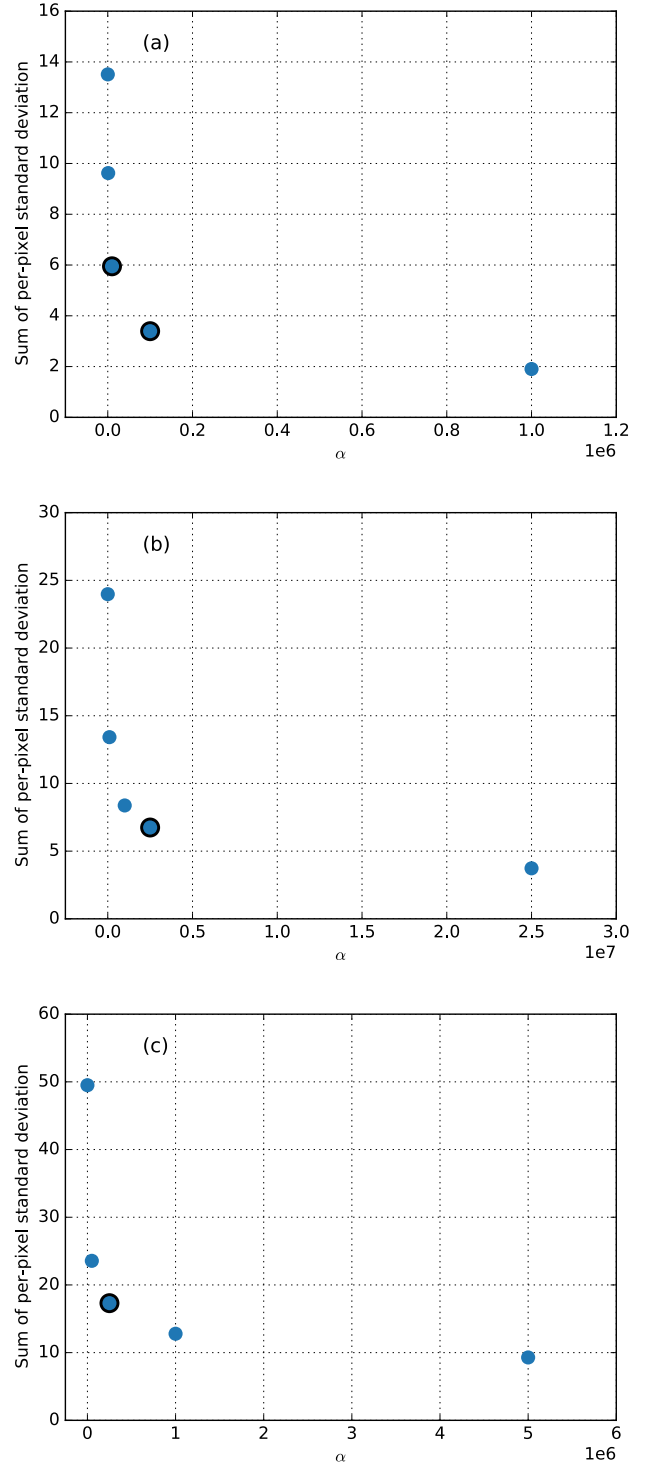 16
(a)
14
12
10
8
6
4
2
0
Sum of per-pixel standard deviation
0.0 0.2 0.4 0.6 0.8 1.0 1.2
1e6
α
30
(b)
25
20
15
10
5
0
Sum of per-pixel standard deviation
0.0 0.5 1.0 1.5 2.0 2.5 3.0
1e7
α
60
(c)
50
40
30
20
10
0
Sum of per-pixel standard deviation
0 1 2 3 4 5 6
1e6
α